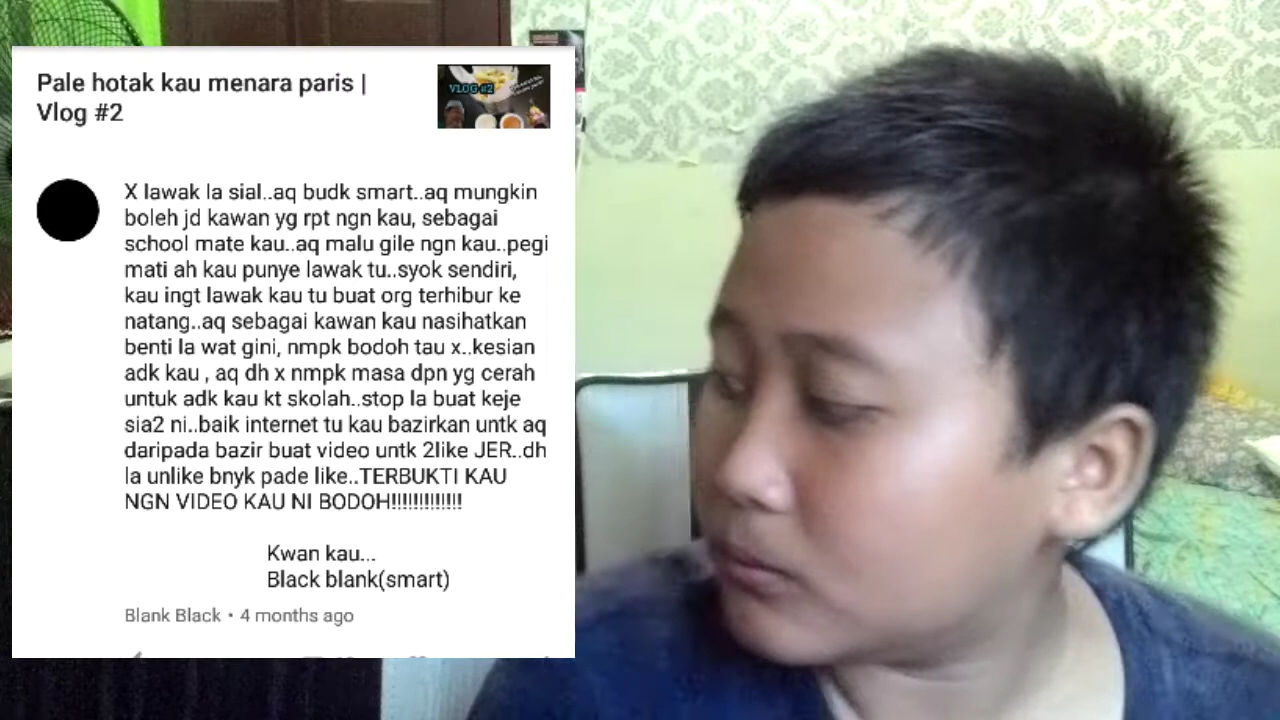 Pale hotak kau menara paris |
Vlog #2
VLOG #2
X lawak la sial..aq budk smart..aq mungkin
boleh jd kawan yg rpt ngn kau, sebagai
school mate kau..aq malu gile ngn kau..pegi
mati ah kau punye lawak tu..syok sendiri,
kau ingt lawak kau tu buat org terhibur ke
natang..aq sebagai kawan kau nasihatkan
benti la wat gini, nmpk bodoh tau x..kesian
adk kau , aq dh x nmpk masa dpn yg cerah
untuk adk kau kt skolah..stop la buat keje
sia2 ni..baik internet tu kau bazirkan untk aq
daripada bazir buat video untk 2like JER..dh
la unlike bnyk pade like..TERBUKTI KAU
NGN VIDEO KAU NI BODOH!!!!!!!!!!!!!
Kwan kau...
Black blank(smart)
Blank Black • 4 months ago